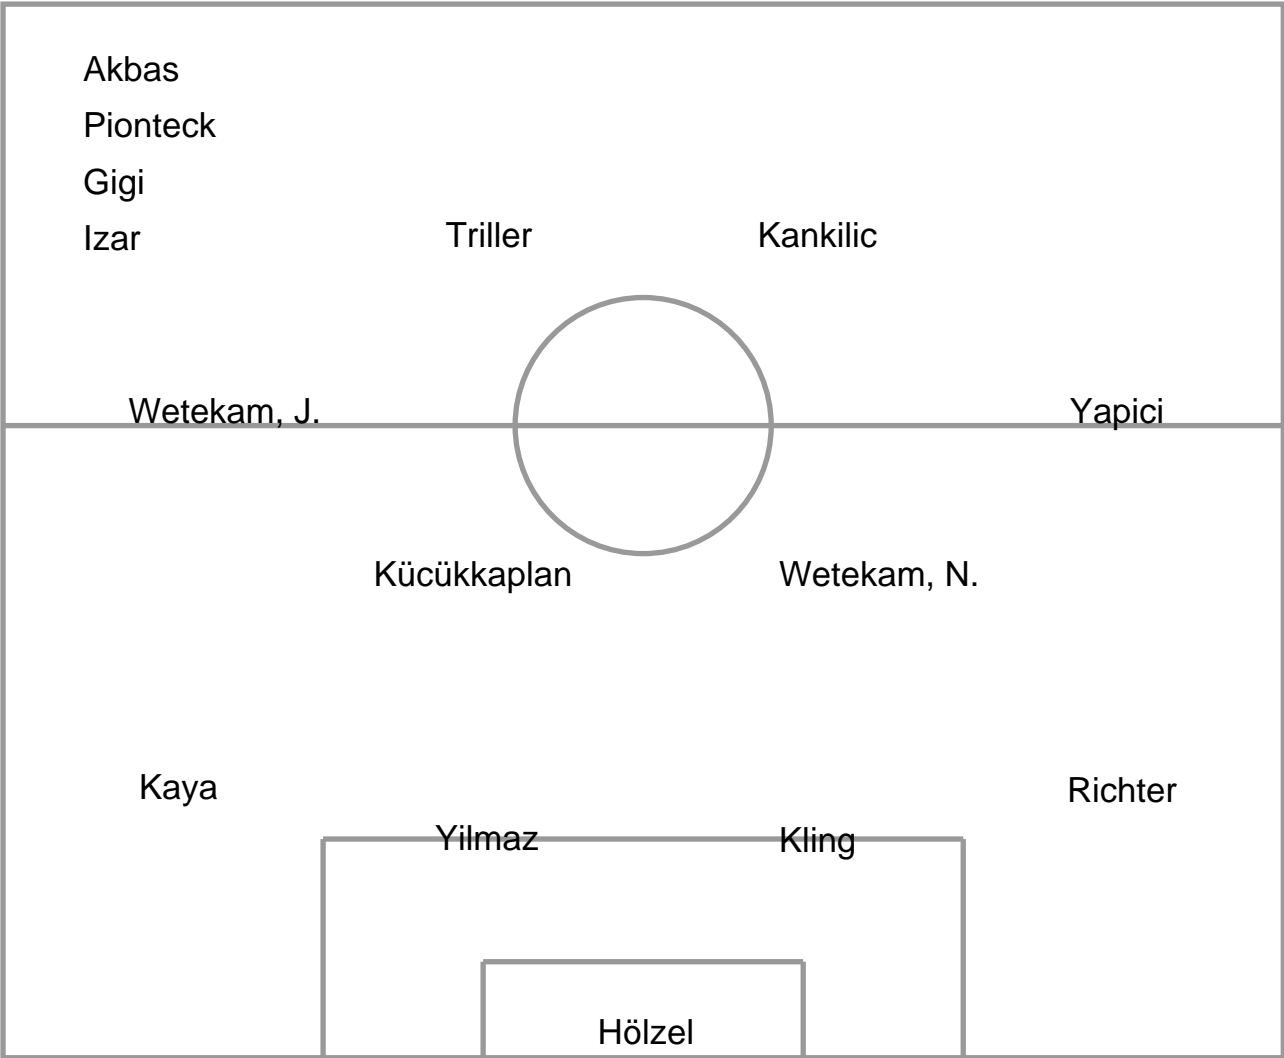 Akbas
Pionteck
Gigi
Izar
Triller
Kankilic
Wetekam, J.
Yapici
Kücükkaplan
Wetekam, N.
Kaya
Richter
Yilmaz
Kling
Hölzel